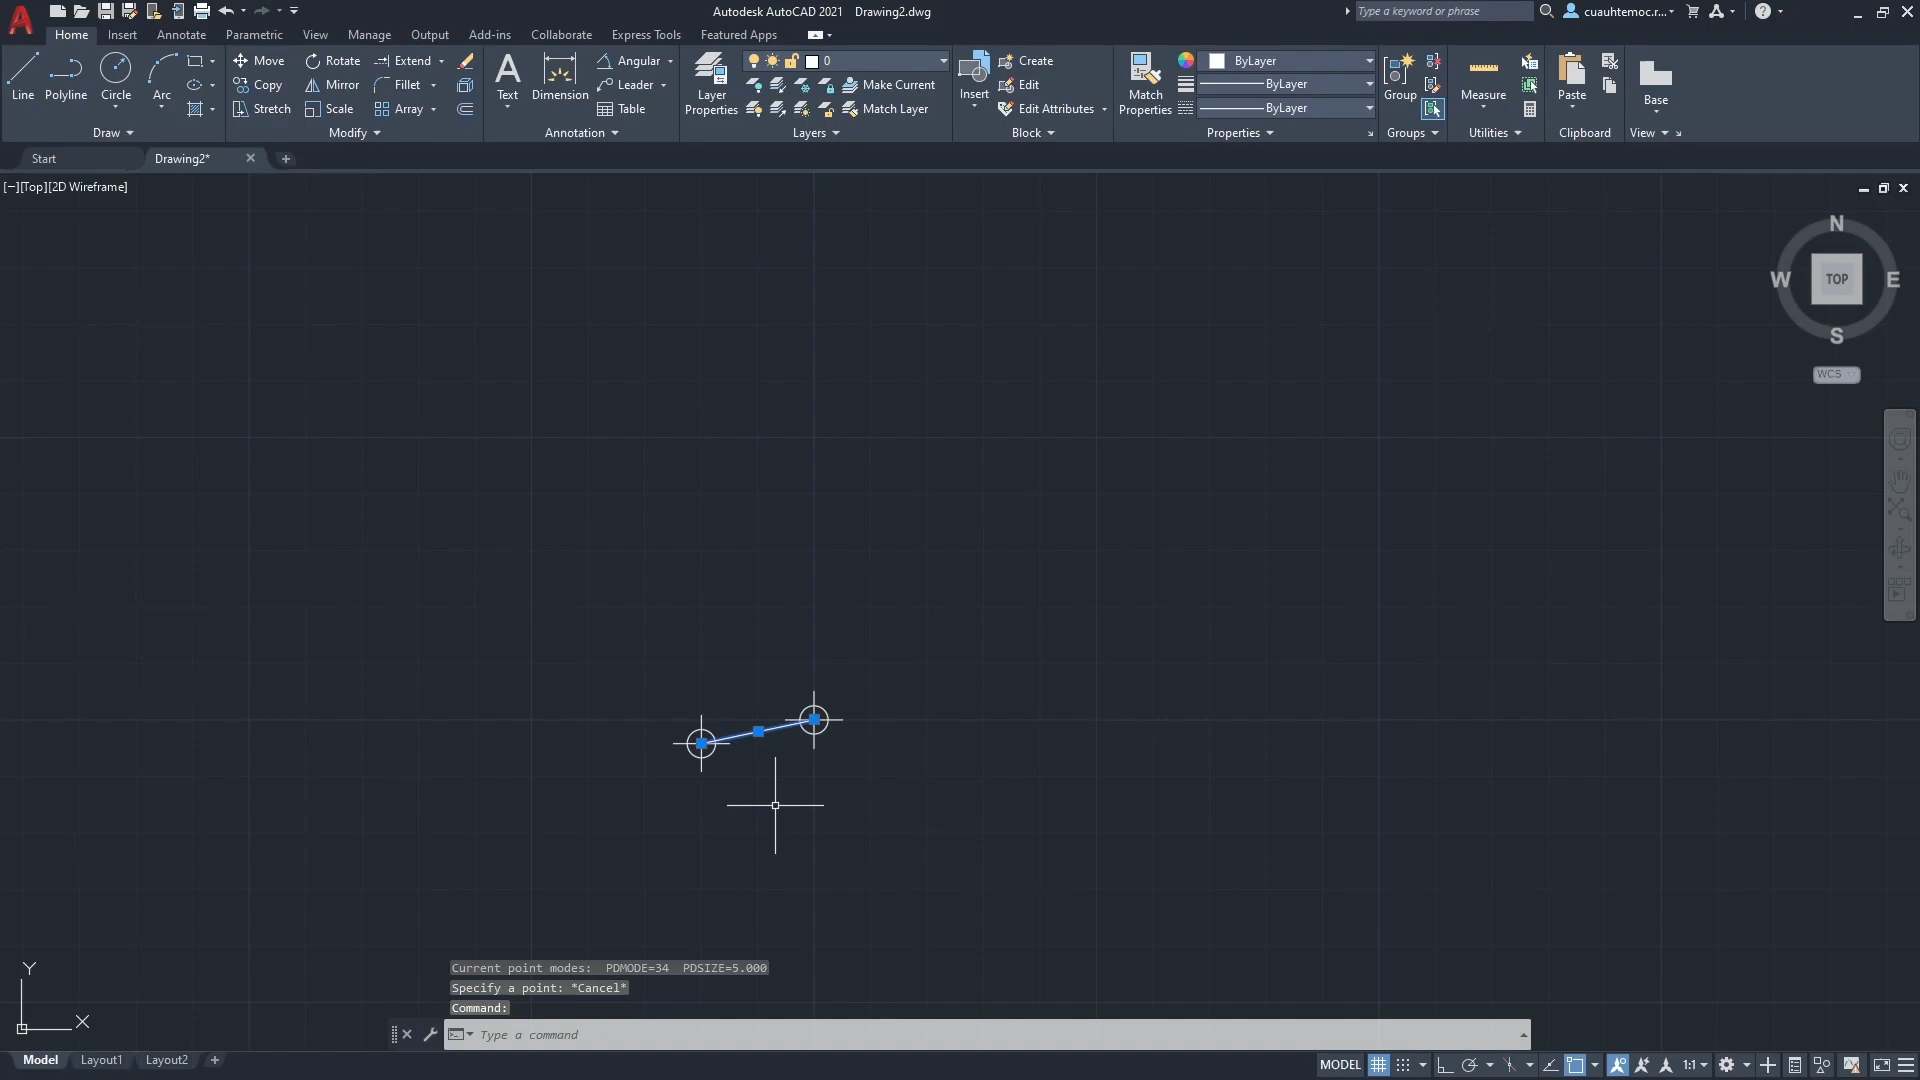 Autodesk AutoCAD 2021 Drawing2.dwg
Type a keyword or phrase
cuauhtemoc.r...
Home Insert Annotate Parametric View Manage Output Add-ins Collaborate Express Tools Featured Apps
Line
Polyline
Circle
Arc
Draw
Move
Rotate
Extend
Copy
Mirror
Fillet
Stretch
Scale
Array
Modify
Text
Dimension
Angular
Leader
Table
Annotation
Layer
Properties
0
Make Current
Match Layer
Layers
Insert
Create
Edit
Edit Attributes
Block
Match
Properties
ByLayer
ByLayer
ByLayer
Properties
Group
Groups
Measure
Utilities
Paste
Clipboard
Base
View
Start
Drawing2*
[−][Top][2D Wireframe]
N
W TOP E
S
WCS
Y
X
Current point modes: PDMODE=34 PDSIZE=5.000
Specify a point: *Cancel*
Command:
Type a command
Model Layout1 Layout2
MODEL
1:1